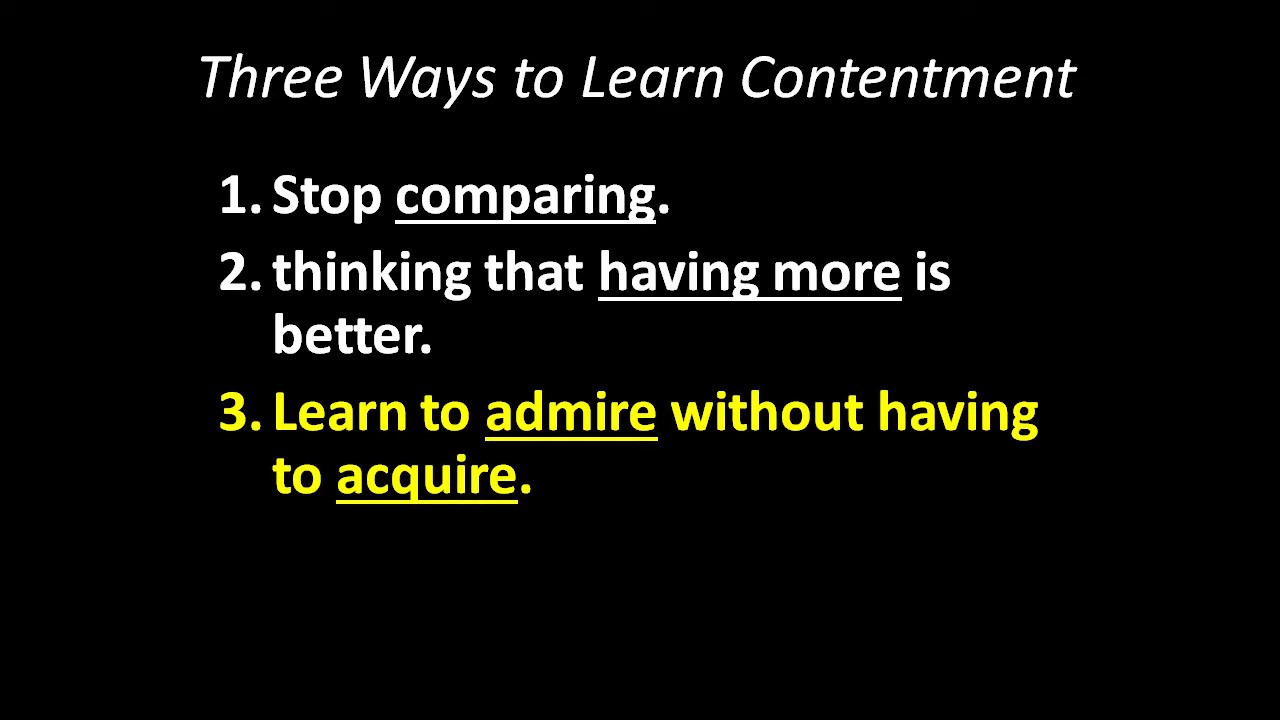 Three Ways to Learn Contentment
1. Stop comparing.
2. thinking that having more is
better.
3. Learn to admire without having
to acquire.